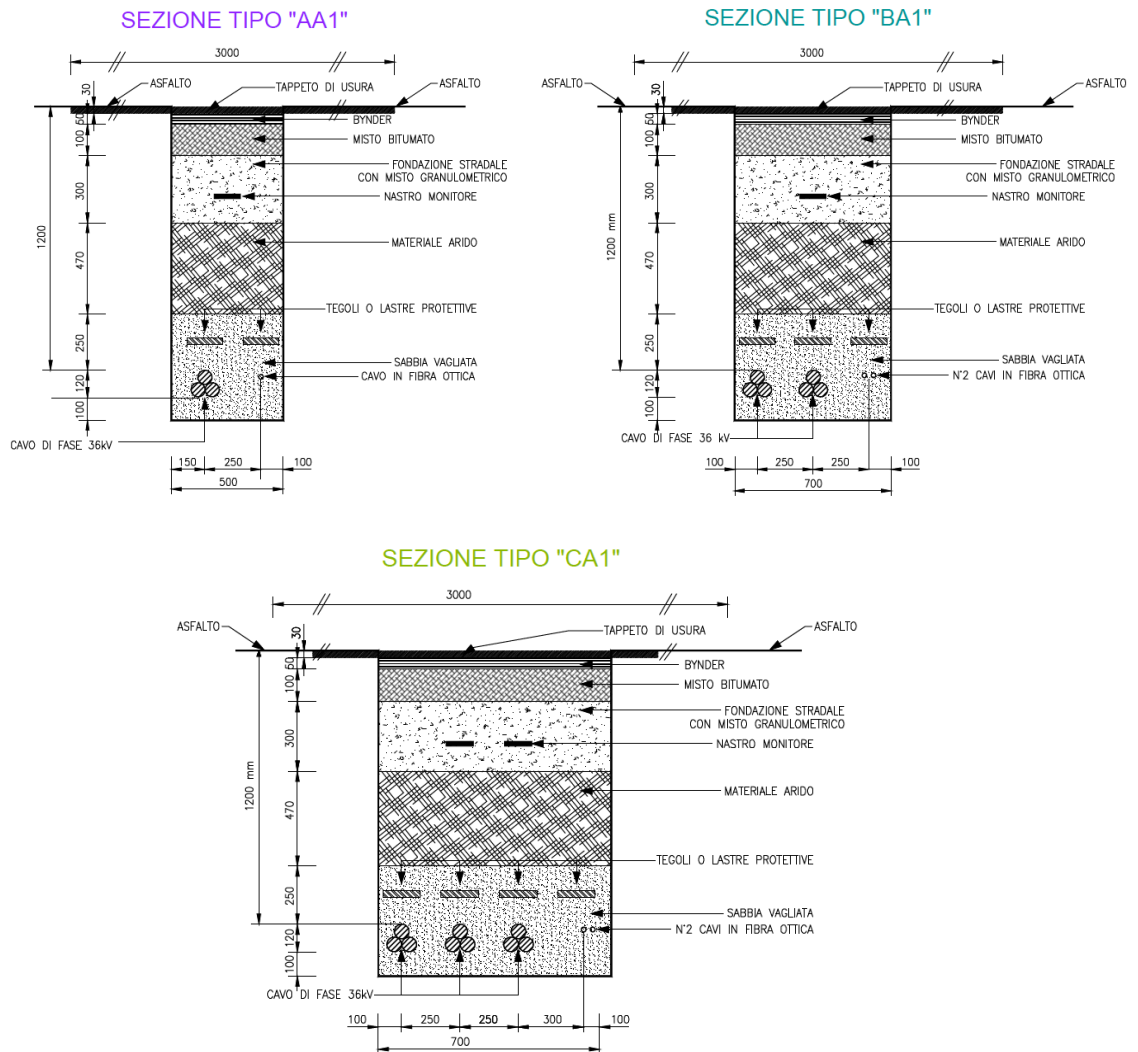 SEZIONE TIPO "AA1"
3000
30
ASFALTO
TAPPETO DI USURA
ASFALTO
50
BYNDER
100
MISTO BITUMATO
300
FONDAZIONE STRADALE
CON MISTO GRANULOMETRICO
NASTRO MONITORE
1200
470
MATERIALE ARIDO
TEGOLI O LASTRE PROTETTIVE
250
SABBIA VAGLIATA
120
CAVO IN FIBRA OTTICA
100
CAVO DI FASE 36kV
150
250
100
500
SEZIONE TIPO "BA1"
3000
30
ASFALTO
TAPPETO DI USURA
ASFALTO
50
BYNDER
100
MISTO BITUMATO
300
FONDAZIONE STRADALE
CON MISTO GRANULOMETRICO
NASTRO MONITORE
1200 mm
470
MATERIALE ARIDO
TEGOLI O LASTRE PROTETTIVE
250
SABBIA VAGLIATA
120
N°2 CAVI IN FIBRA OTTICA
100
CAVO DI FASE 36 kV
100
250
250
100
700
SEZIONE TIPO "CA1"
3000
30
ASFALTO
TAPPETO DI USURA
ASFALTO
50
BYNDER
100
MISTO BITUMATO
300
FONDAZIONE STRADALE
CON MISTO GRANULOMETRICO
NASTRO MONITORE
1200 mm
470
MATERIALE ARIDO
TEGOLI O LASTRE PROTETTIVE
250
SABBIA VAGLIATA
120
N°2 CAVI IN FIBRA OTTICA
100
CAVO DI FASE 36kV
100
250
250
300
100
700